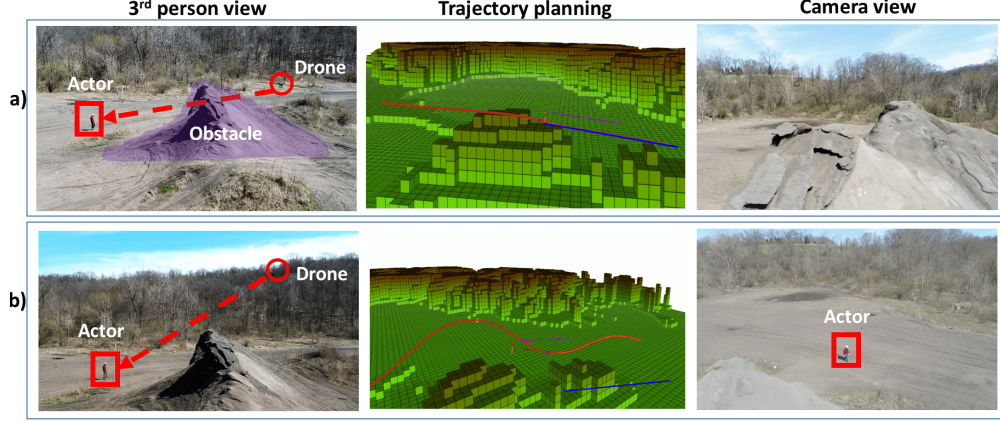 3rd person view
Trajectory planning
Camera view
a)
Actor
Drone
Obstacle
b)
Drone
Actor
Actor